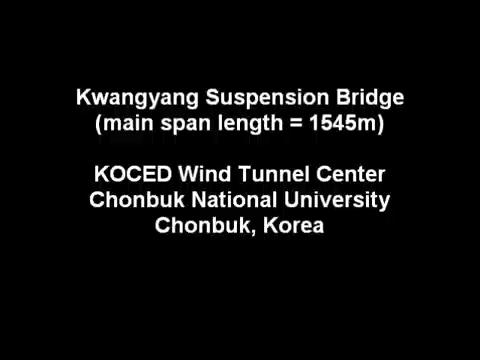 Kwangyang Suspension Bridge
(main span length = 1545m)
KOCED Wind Tunnel Center
Chonbuk National University
Chonbuk, Korea